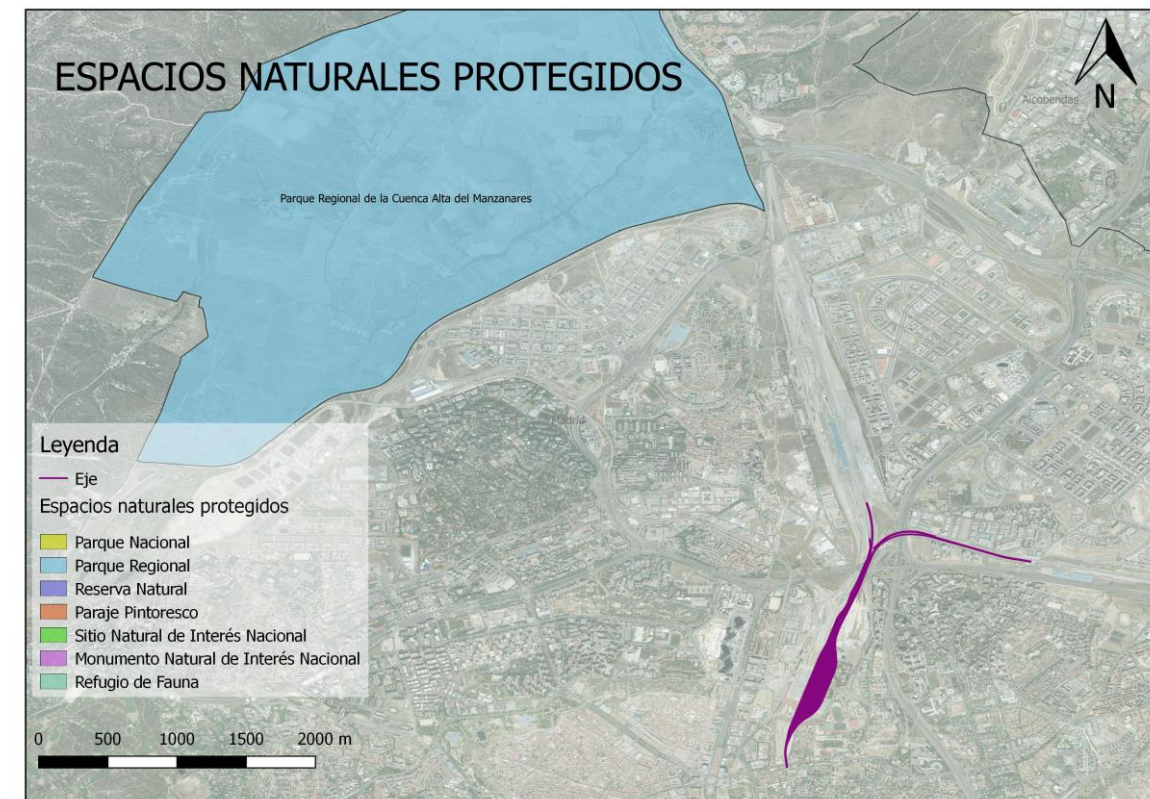 ESPACIOS NATURALES PROTEGIDOS
N
Alcobendas
Parque Regional de la Cuenca Alta del Manzanares
Madrid
Leyenda
Eje
Espacios naturales protegidos
Parque Nacional
Parque Regional
Reserva Natural
Paraje Pintoresco
Sitio Natural de Interés Nacional
Monumento Natural de Interés Nacional
Refugio de Fauna
0 500 1000 1500 2000 m